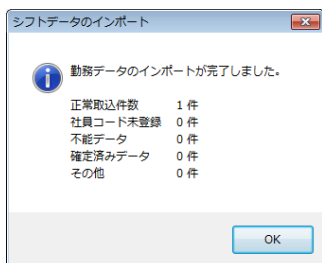 シフトデータのインポート
勤務データのインポートが完了しました。
正常取込件数 1 件
社員コード未登録 0 件
不能データ 0 件
確定済みデータ 0 件
その他 0 件
OK